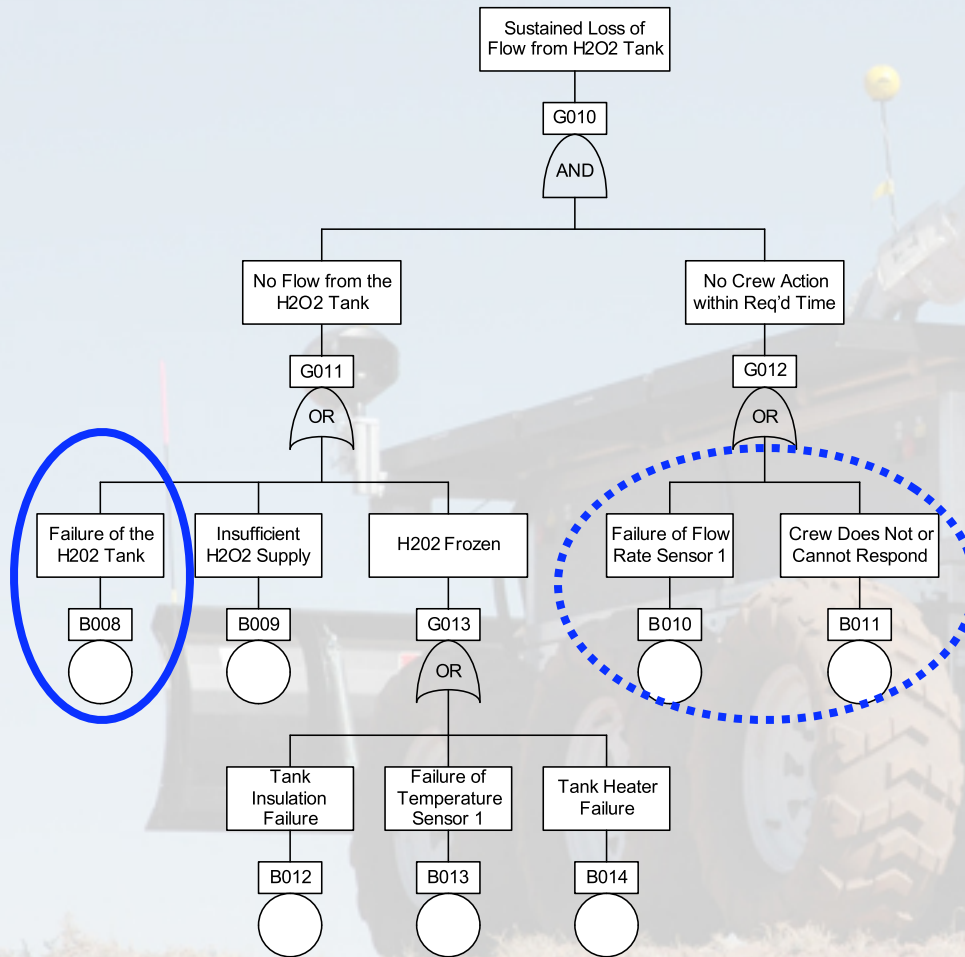 Sustained Loss of
Flow from H2O2 Tank
G010
AND
No Flow from the
H2O2 Tank
No Crew Action
within Req'd Time
G011
G012
OR
OR
Failure of the
H202 Tank
Insufficient
H2O2 Supply
H202 Frozen
Failure of Flow
Rate Sensor 1
Crew Does Not or
Cannot Respond
B008
B009
G013
B010
B011
OR
Tank
Insulation
Failure
Failure of
Temperature
Sensor 1
Tank Heater
Failure
B012
B013
B014